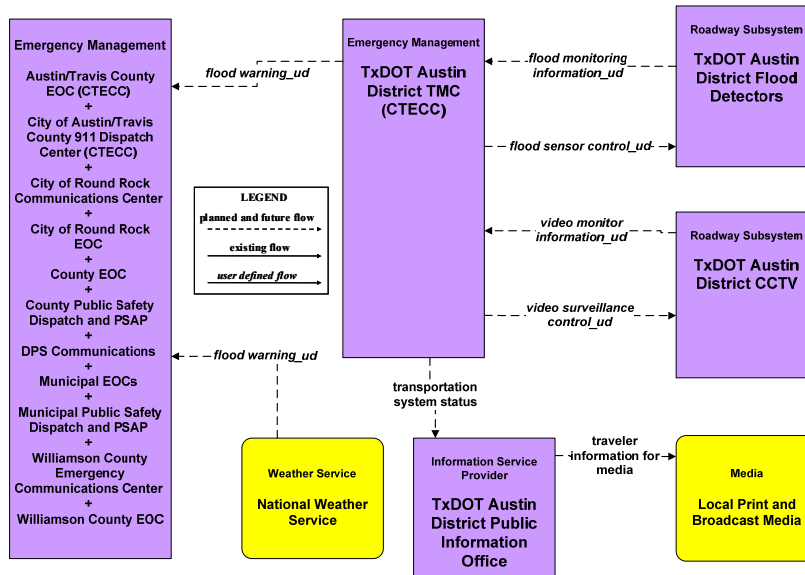 Emergency Management
Austin/Travis County
EOC (CTECC)
+
City of Austin/Travis
County 911 Dispatch
Center (CTECC)
+
City of Round Rock
Communications Center
+
City of Round Rock
EOC
+
County EOC
+
County Public Safety
Dispatch and PSAP
+
DPS Communications
+
Municipal EOCs
+
Municipal Public Safety
Dispatch and PSAP
+
Williamson County
Emergency
Communications Center
+
Williamson County EOC
flood warning_ud
Emergency Management
TxDOT Austin
District TMC
(CTECC)
flood monitoring
information_ud
flood sensor control_ud
Roadway Subsystem
TxDOT Austin
District Flood
Detectors
LEGEND
planned and future flow
existing flow
user defined flow
video monitor
information_ud
video surveillance
control_ud
Roadway Subsystem
TxDOT Austin
District CCTV
flood warning_ud
transportation
system status
Weather Service
National Weather
Service
Information Service
Provider
TxDOT Austin
District Public
Information
Office
traveler
information for
media
Media
Local Print and
Broadcast Media